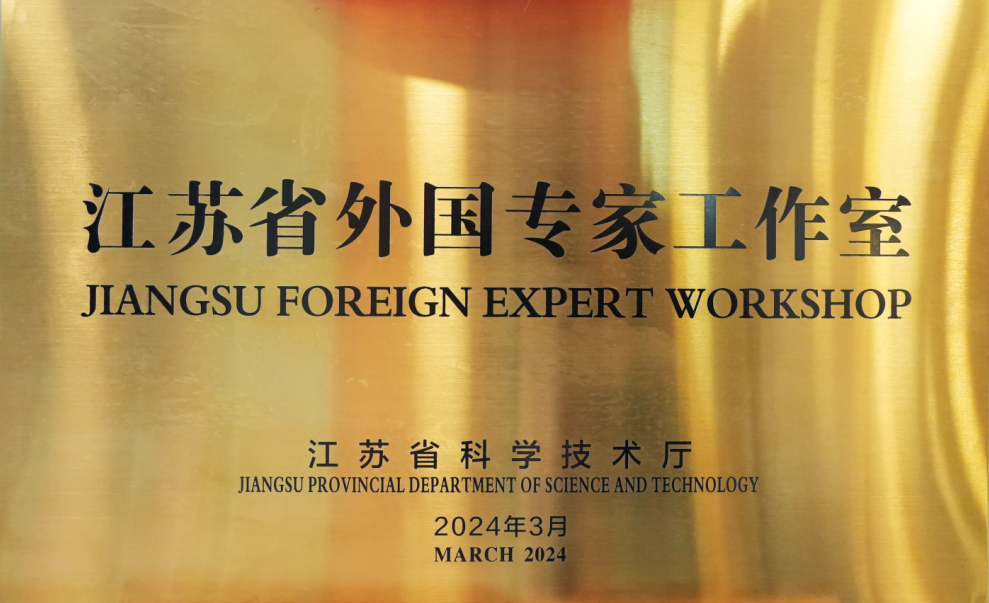 江苏省外国专家工作室
JIANGSU FOREIGN EXPERT WORKSHOP
江苏省科学技术厅
JIANGSU PROVINCIAL DEPARTMENT OF SCIENCE AND TECHNOLOGY
2024年3月
MARCH 2024